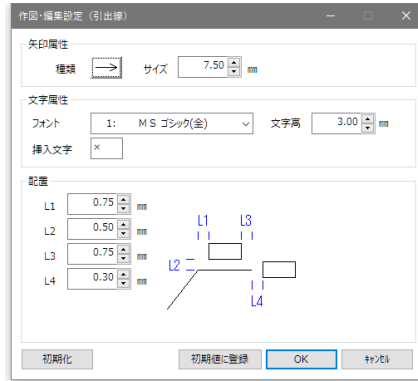 作図・編集設定（引出線）
矢印属性
種類 サイズ 7.50 mm
文字属性
フォント 1: ＭＳ ゴシック(全) 文字高 3.00 mm
挿入文字 ×
配置
L1 0.75 mm
L2 0.50 mm
L3 0.75 mm
L4 0.30 mm
L1 L3
L2
L4
初期化 初期値に登録 OK ｷｬﾝｾﾙ